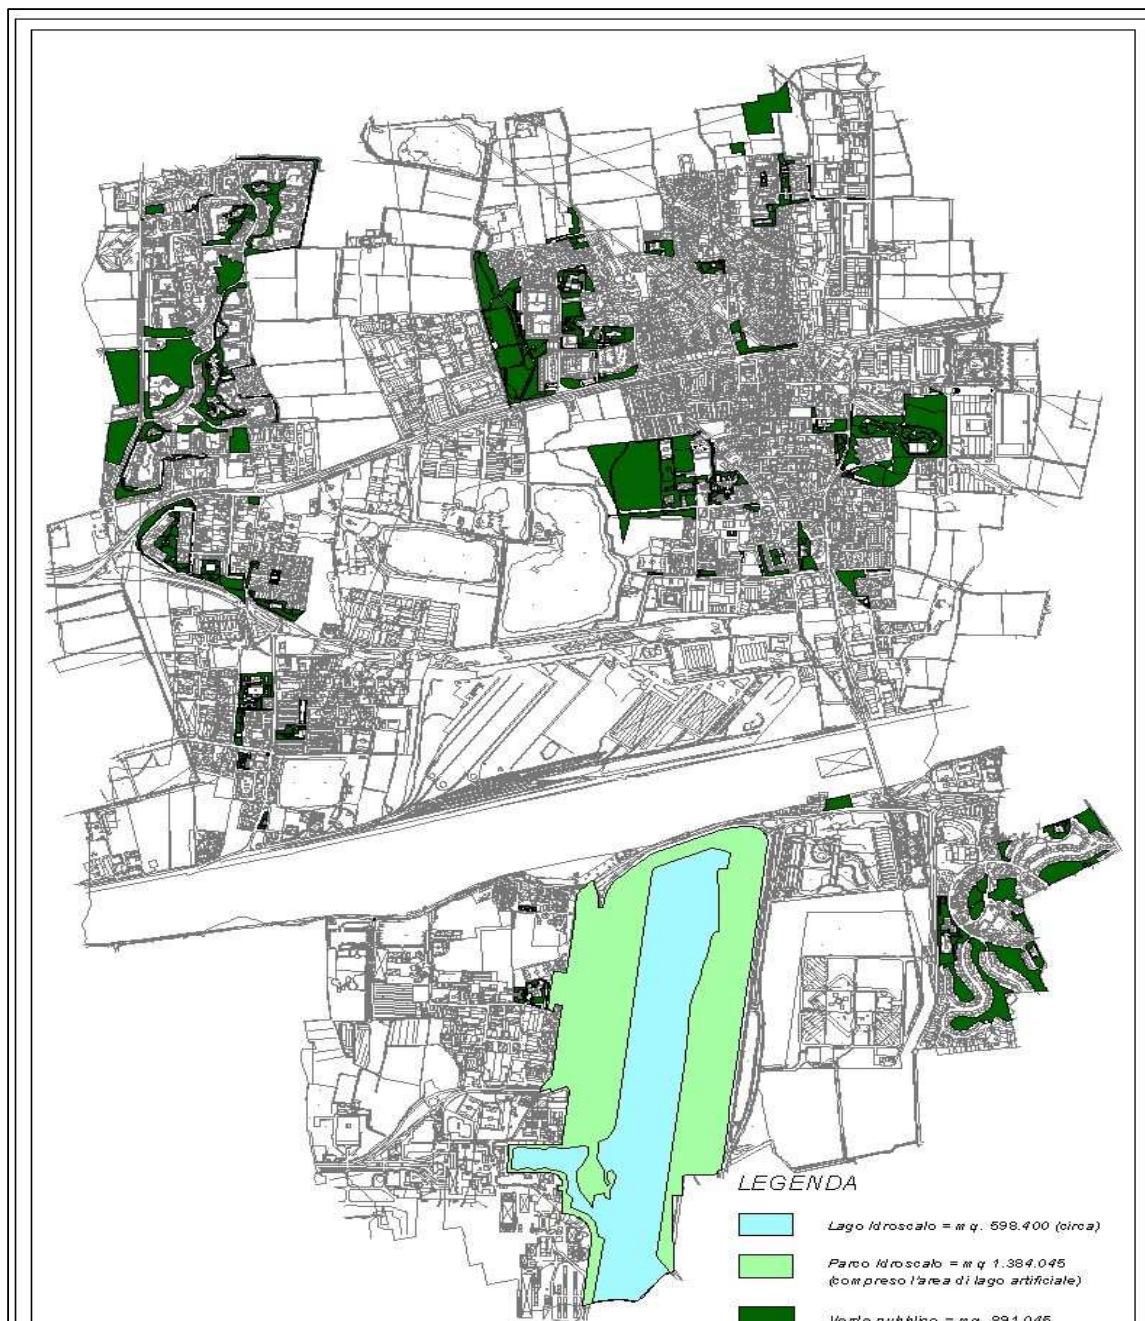 LEGENDA
Lago Idroscalo = mq. 598.400 (circa)
Parco Idroscalo = mq 1.384.045
(compreso l'area di lago artificiale)
Verde pubblico = mq. 891.045